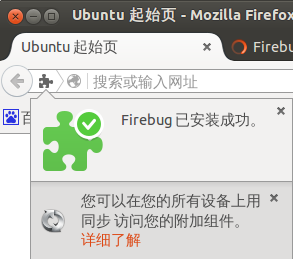 Ubuntu 起始页 - Mozilla Firefox
Ubuntu 起始页
Firebu
搜索或输入网址
百
Firebug 已安装成功。
您可以在您的所有设备上用
同步 访问您的附加组件。
详细了解